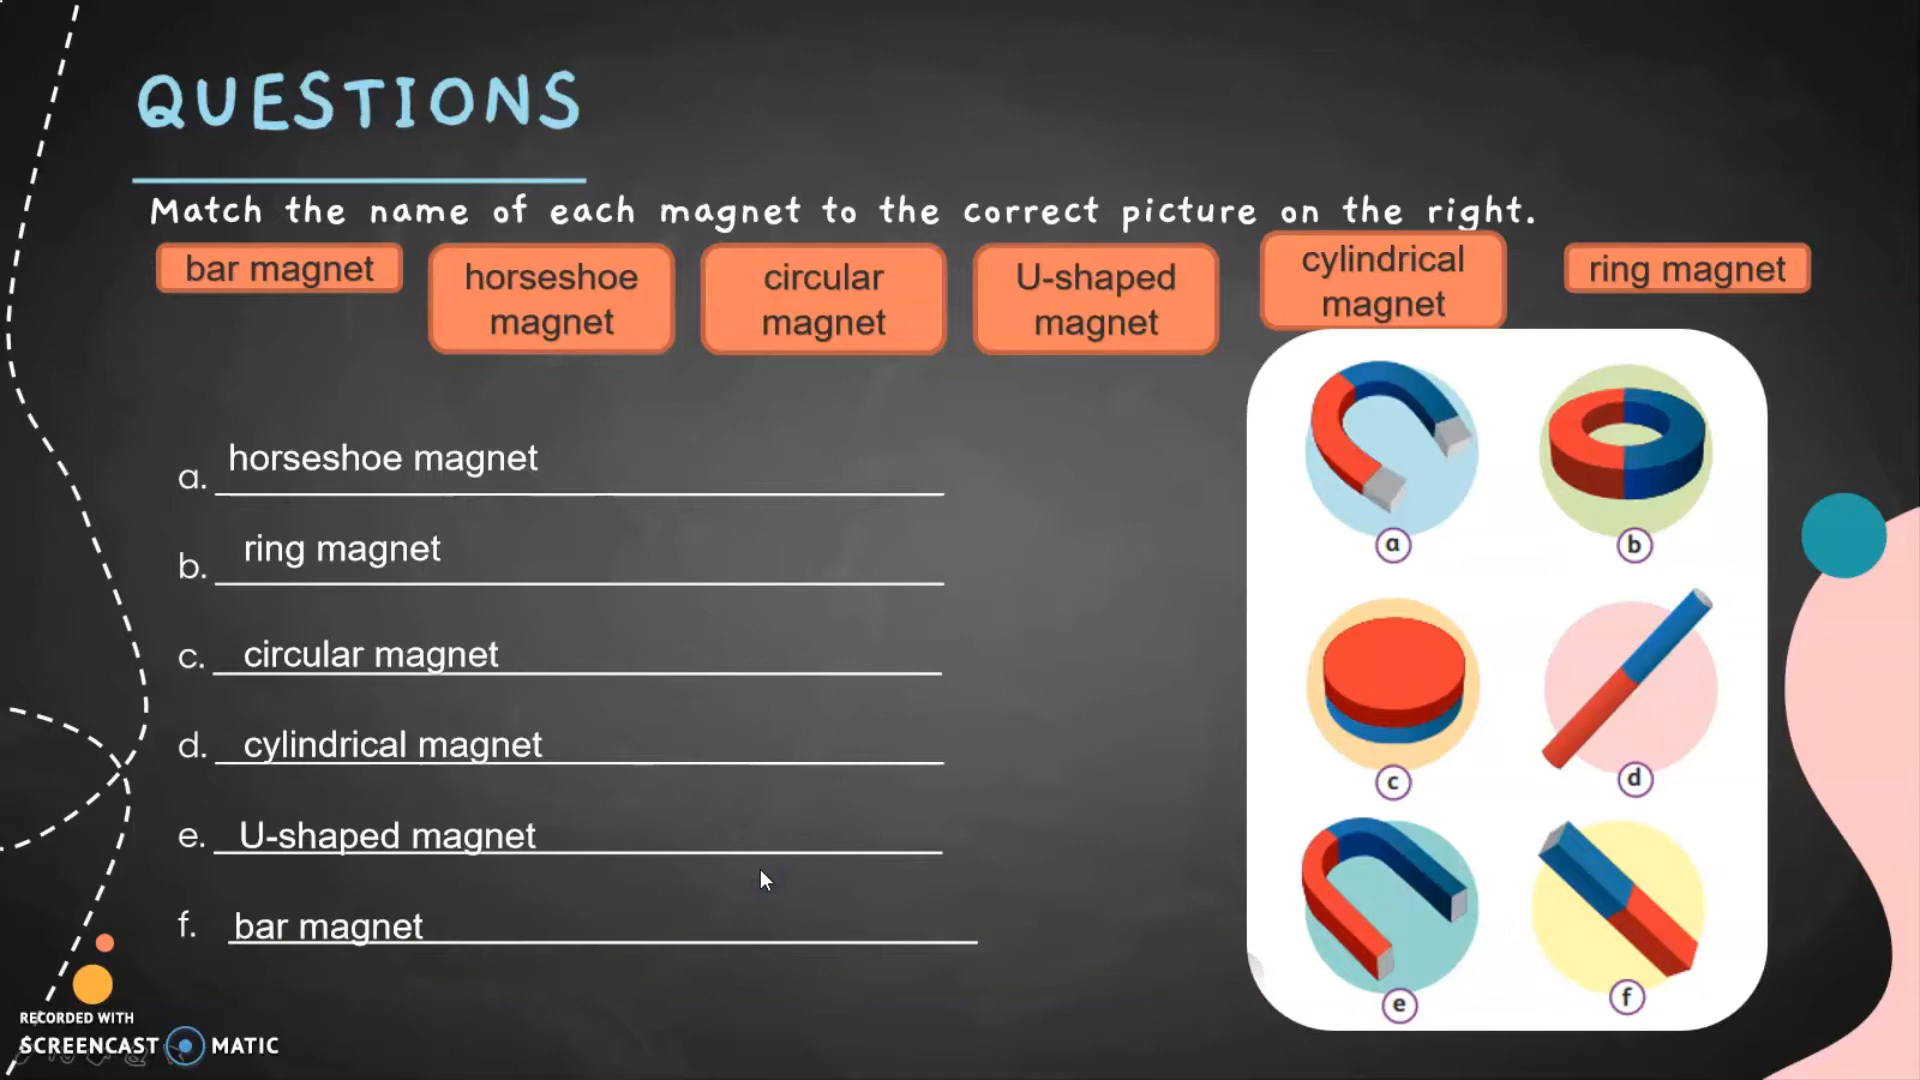 QUESTIONS
Match the name of each magnet to the correct picture on the right.
bar magnet
horseshoe
magnet
circular
magnet
U-shaped
magnet
cylindrical
magnet
ring magnet
a. horseshoe magnet
b. ring magnet
c. circular magnet
d. cylindrical magnet
e. U-shaped magnet
f. bar magnet
a
b
c
d
e
f
RECORDED WITH
SCREENCAST MATIC